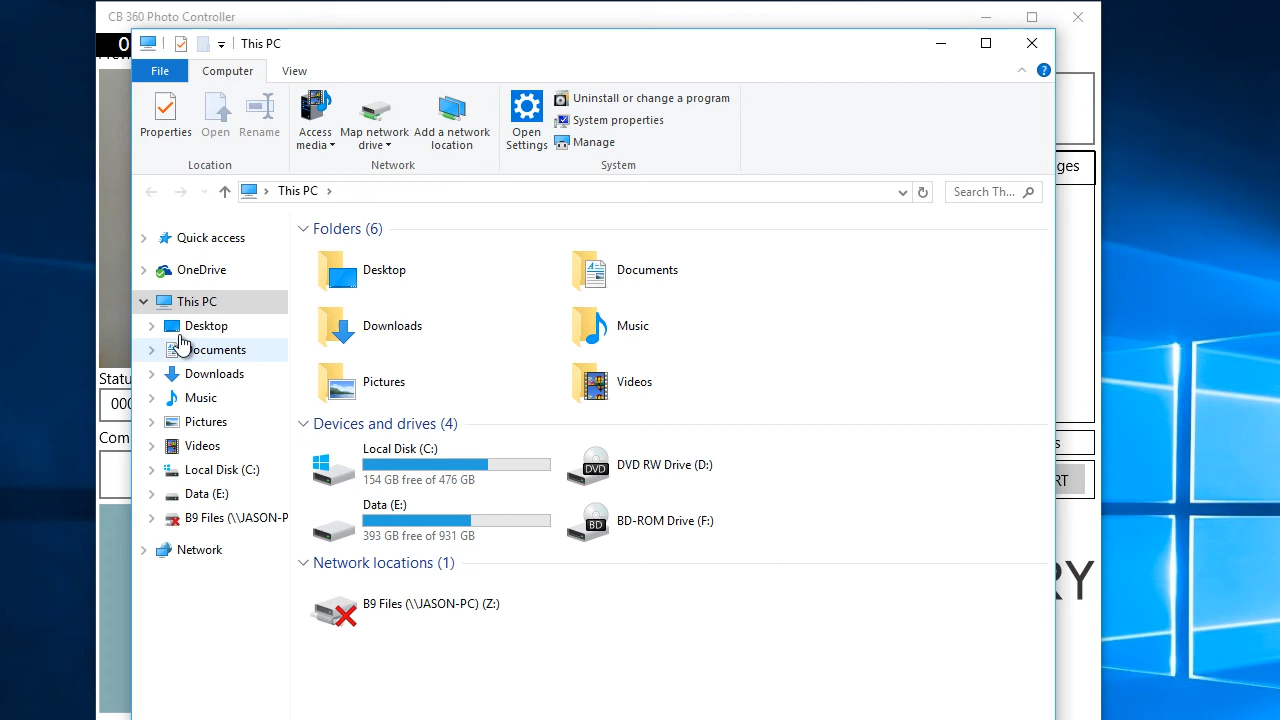 CB 360 Photo Controller
0
This PC
File
Computer
View
Properties
Open
Rename
Location
Access media
Map network drive
Add a network location
Network
Open Settings
Uninstall or change a program
System properties
Manage
System
ges
This PC
Search Th...
Quick access
OneDrive
This PC
Desktop
Documents
Downloads
Music
Pictures
Videos
Local Disk (C:)
Data (E:)
B9 Files (\\JASON-P
Network
Folders (6)
Desktop
Documents
Downloads
Music
Pictures
Videos
Devices and drives (4)
Local Disk (C:)
154 GB free of 476 GB
DVD
DVD RW Drive (D:)
Data (E:)
393 GB free of 931 GB
BD
BD-ROM Drive (F:)
Network locations (1)
B9 Files (\\JASON-PC) (Z:)
Statu
000
Com
s
RT
RY